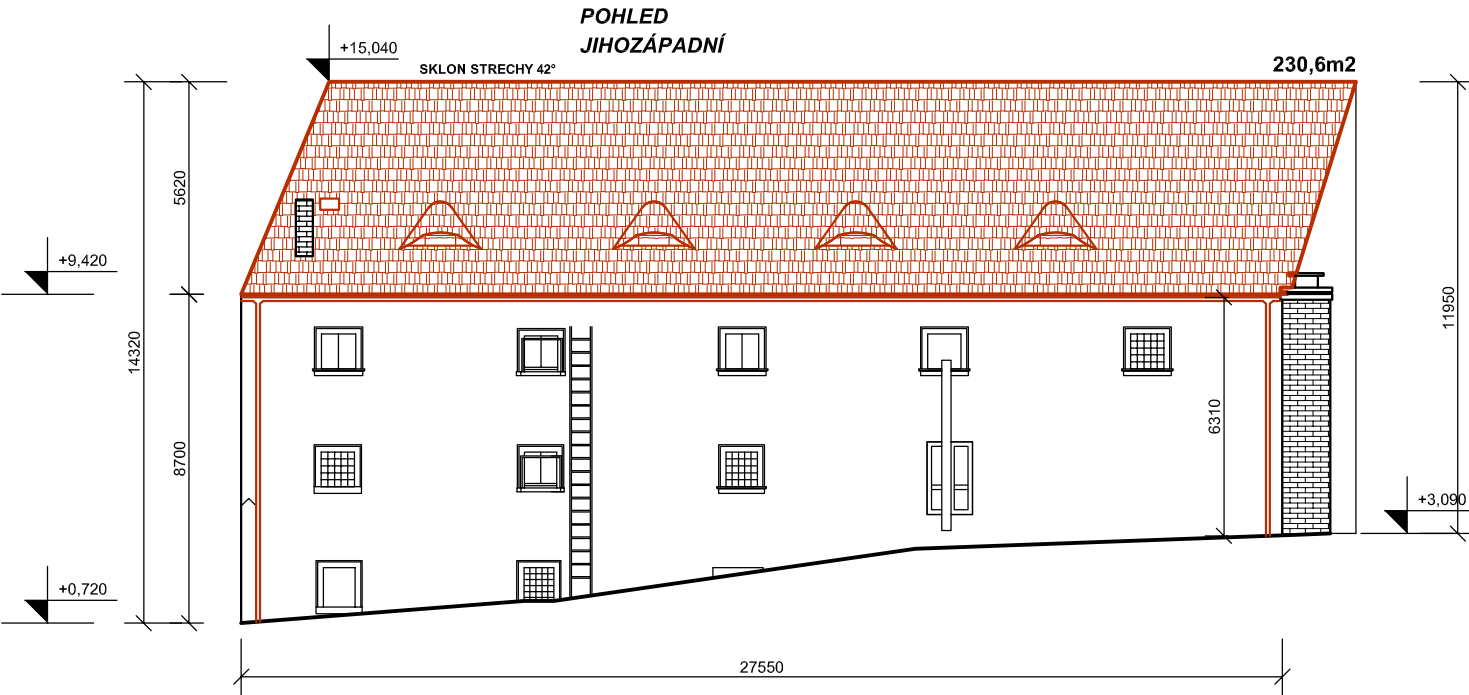 POHLED
JIHOZÁPADNÍ
+15,040
SKLON STRECHY 42°
230,6m2
5620
+9,420
14320
8700
11950
6310
+3,090
+0,720
27550